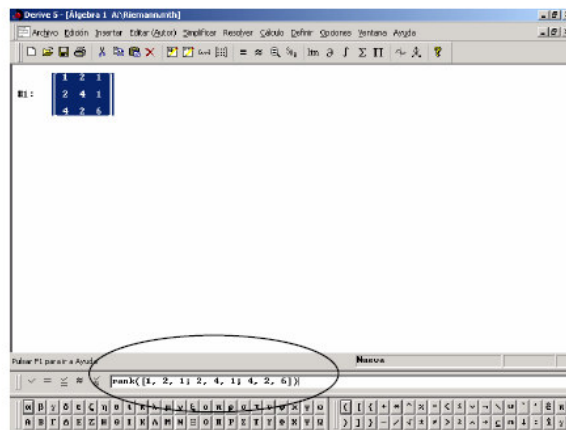 Derive 5 - [Álgebra 1 A:\Riemann.mth]
Archivo Edición Insertar Editar (Autor) Simplificar Resolver Cálculo Definir Opciones Ventana Ayuda
1 2 1
#1: 2 4 1
4 2 6
Pulsar F1 para ir a Ayuda Nueva
rank([1, 2, 1; 2, 4, 1; 4, 2, 6])
α β γ δ ε ζ η θ ι κ λ μ ν ξ ο π ρ σ τ υ φ χ ψ ω
Α Β Γ Δ Ε Ζ Η Θ Ι Κ Λ Μ Ν Ξ Ο Π Ρ Σ Τ Υ Φ Χ Ψ Ω